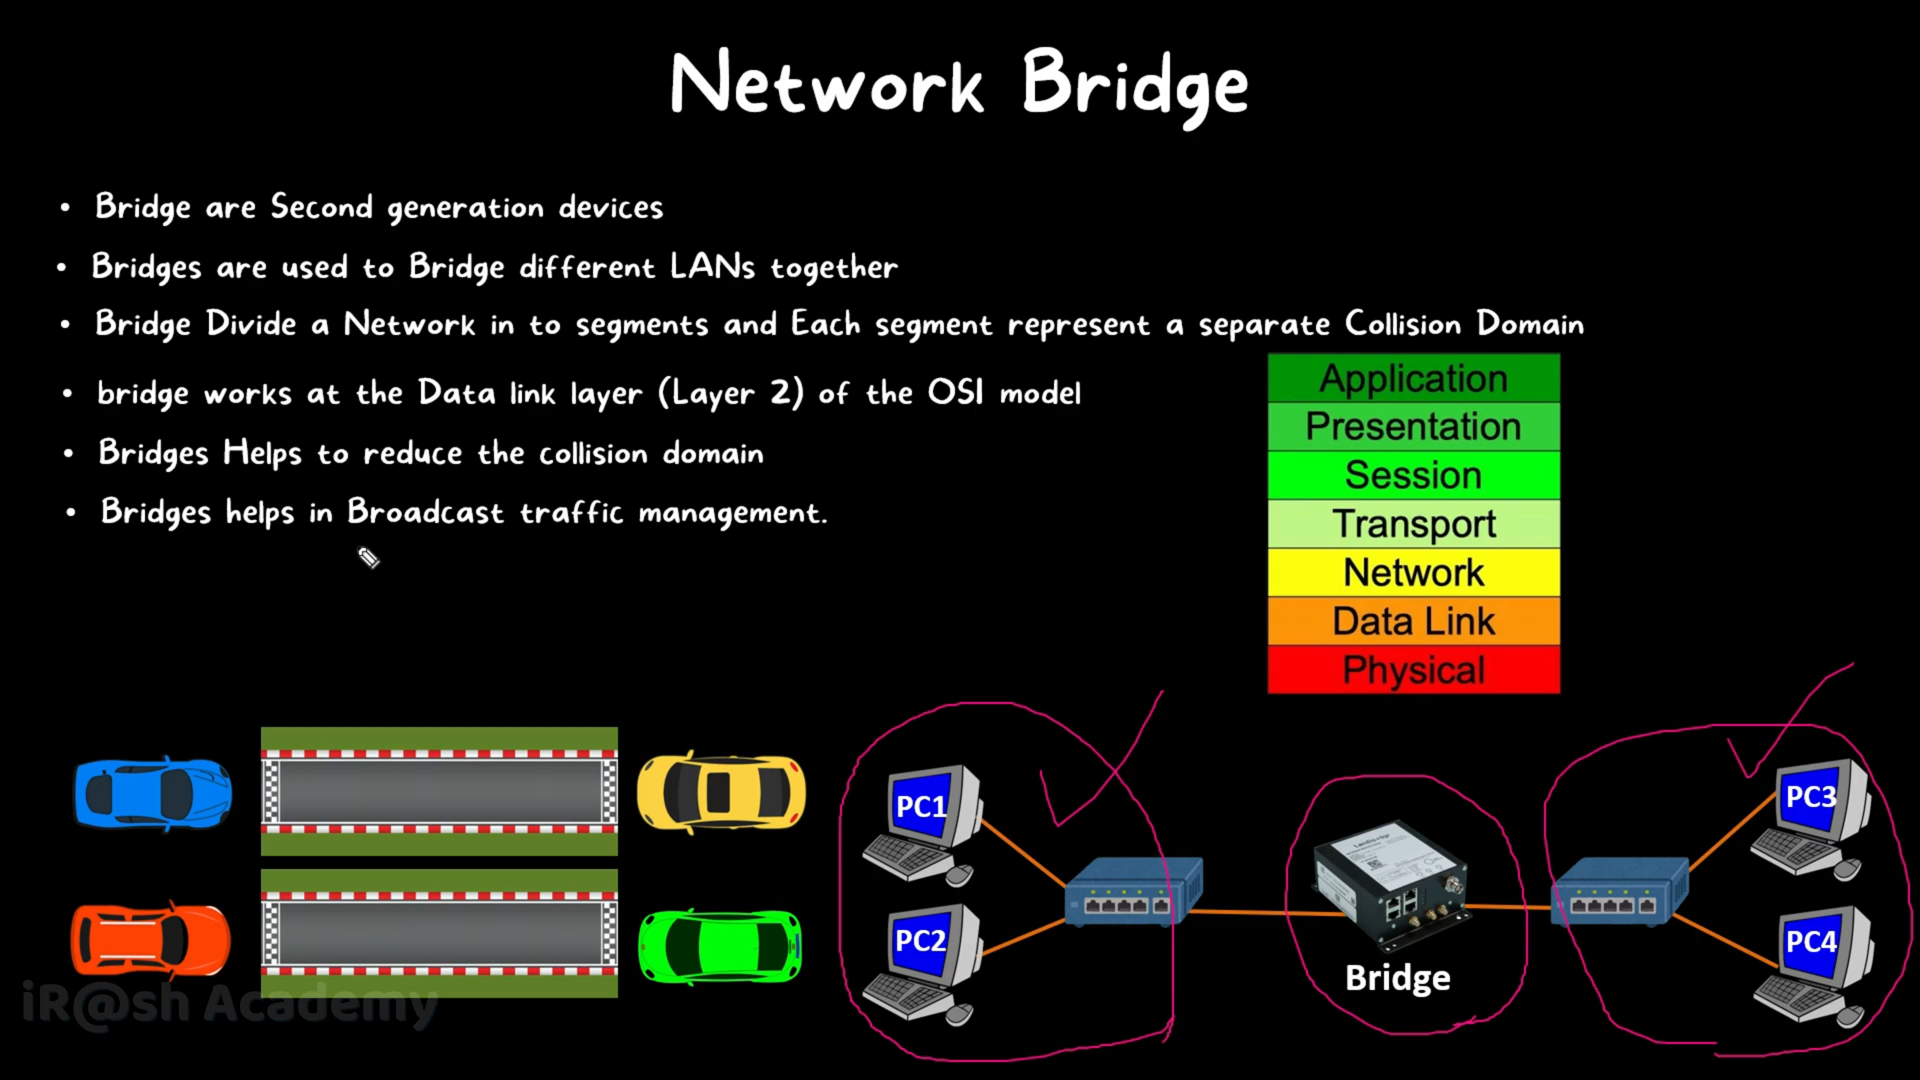 Network Bridge
• Bridge are Second generation devices
• Bridges are used to Bridge different LANs together
• Bridge Divide a Network in to segments and Each segment represent a separate Collision Domain
• bridge works at the Data link layer (Layer 2) of the OSI model
• Bridges Helps to reduce the collision domain
• Bridges helps in Broadcast traffic management.
Application
Presentation
Session
Transport
Network
Data Link
Physical
PC1
PC2
Bridge
PC3
PC4
iR@sh Academy